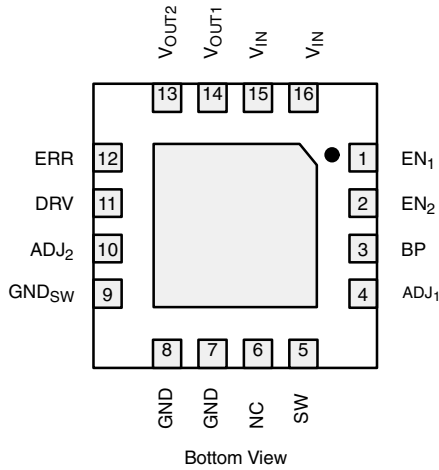 VOUT2 VOUT1 VIN VIN
13 14 15 16
ERR 12 1 EN1
DRV 11 2 EN2
ADJ2 10 3 BP
GNDSW 9 4 ADJ1
8 7 6 5
GND GND NC SW
Bottom View